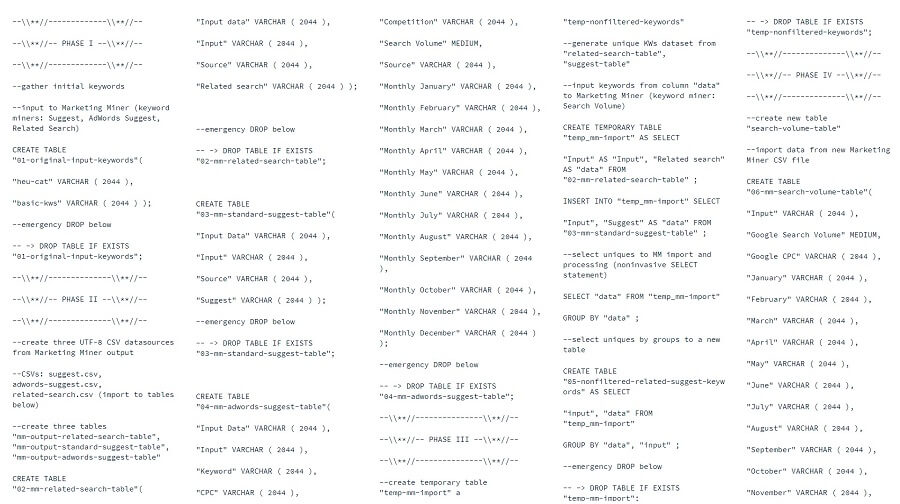 --\\**//-------------\\**//--
--\\**//-- PHASE I --\\**//--
--\\**//-------------\\**//--
--gather initial keywords
--input to Marketing Miner (keyword
miners: Suggest, AdWords Suggest,
Related Search)
CREATE TABLE
"01-original-input-keywords"(
"heu-cat" VARCHAR ( 2044 ),
"basic-kws" VARCHAR ( 2044 ) );
--emergency DROP below
-- -> DROP TABLE IF EXISTS
"01-original-input-keywords";
--\\**//--------------\\**//--
--\\**//-- PHASE II --\\**//--
--\\**//--------------\\**//--
--create three UTF-8 CSV datasources
from Marketing Miner output
--CSVs: suggest.csv,
adwords-suggest.csv,
related-search.csv (import to tables
below)
--create three tables
"mm-output-related-search-table",
"mm-output-standard-suggest-table",
"mm-output-adwords-suggest-table"
CREATE TABLE
"02-mm-related-search-table"(
"Input data" VARCHAR ( 2044 ),
"Input" VARCHAR ( 2044 ),
"Source" VARCHAR ( 2044 ),
"Related search" VARCHAR ( 2044 ) );
--emergency DROP below
-- -> DROP TABLE IF EXISTS
"02-mm-related-search-table";
CREATE TABLE
"03-mm-standard-suggest-table"(
"Input Data" VARCHAR ( 2044 ),
"Input" VARCHAR ( 2044 ),
"Source" VARCHAR ( 2044 ),
"Suggest" VARCHAR ( 2044 ) );
--emergency DROP below
-- -> DROP TABLE IF EXISTS
"03-mm-standard-suggest-table";
CREATE TABLE
"04-mm-adwords-suggest-table"(
"Input Data" VARCHAR ( 2044 ),
"Input" VARCHAR ( 2044 ),
"Keyword" VARCHAR ( 2044 ),
"CPC" VARCHAR ( 2044 ),
"Competition" VARCHAR ( 2044 ),
"Search Volume" MEDIUM,
"Source" VARCHAR ( 2044 ),
"Monthly January" VARCHAR ( 2044 ),
"Monthly February" VARCHAR ( 2044 ),
"Monthly March" VARCHAR ( 2044 ),
"Monthly April" VARCHAR ( 2044 ),
"Monthly May" VARCHAR ( 2044 ),
"Monthly June" VARCHAR ( 2044 ),
"Monthly July" VARCHAR ( 2044 ),
"Monthly August" VARCHAR ( 2044 ),
"Monthly September" VARCHAR ( 2044
),
"Monthly October" VARCHAR ( 2044 ),
"Monthly November" VARCHAR ( 2044 ),
"Monthly December" VARCHAR ( 2044 )
);
--emergency DROP below
-- -> DROP TABLE IF EXISTS
"04-mm-adwords-suggest-table";
--\\**//---------------\\**//--
--\\**//-- PHASE III --\\**//--
--\\**//---------------\\**//--
--create temporary table
"temp-mm-import" a
"temp-nonfiltered-keywords"
--generate unique KWs dataset from
"related-search-table",
"suggest-table"
--input keywords from column "data"
to Marketing Miner (keyword miner:
Search Volume)
CREATE TEMPORARY TABLE
"temp_mm-import" AS SELECT
"Input" AS "Input", "Related search"
AS "data" FROM
"02-mm-related-search-table" ;
INSERT INTO "temp_mm-import" SELECT
"Input", "Suggest" AS "data" FROM
"03-mm-standard-suggest-table" ;
--select uniques to MM import and
processing (noninvasive SELECT
statement)
SELECT "data" FROM "temp_mm-import"
GROUP BY "data" ;
--select uniques by groups to a new
table
CREATE TABLE
"05-nonfiltered-related-suggest-keyw
ords" AS SELECT
"input", "data" FROM
"temp_mm-import"
GROUP BY "data", "input" ;
--emergency DROP below
-- -> DROP TABLE IF EXISTS
"temp-mm-import";
-- -> DROP TABLE IF EXISTS
"temp-nonfiltered-keywords";
--\\**//--------------\\**//--
--\\**//-- PHASE IV --\\**//--
--\\**//--------------\\**//--
--create new table
"search-volume-table"
--import data from new Marketing
Miner CSV file
CREATE TABLE
"06-mm-search-volume-table"(
"Input" VARCHAR ( 2044 ),
"Google Search Volume" MEDIUM,
"Google CPC" VARCHAR ( 2044 ),
"January" VARCHAR ( 2044 ),
"February" VARCHAR ( 2044 ),
"March" VARCHAR ( 2044 ),
"April" VARCHAR ( 2044 ),
"May" VARCHAR ( 2044 ),
"June" VARCHAR ( 2044 ),
"July" VARCHAR ( 2044 ),
"August" VARCHAR ( 2044 ),
"September" VARCHAR ( 2044 ),
"October" VARCHAR ( 2044 ),
"November" VARCHAR ( 2044 ),